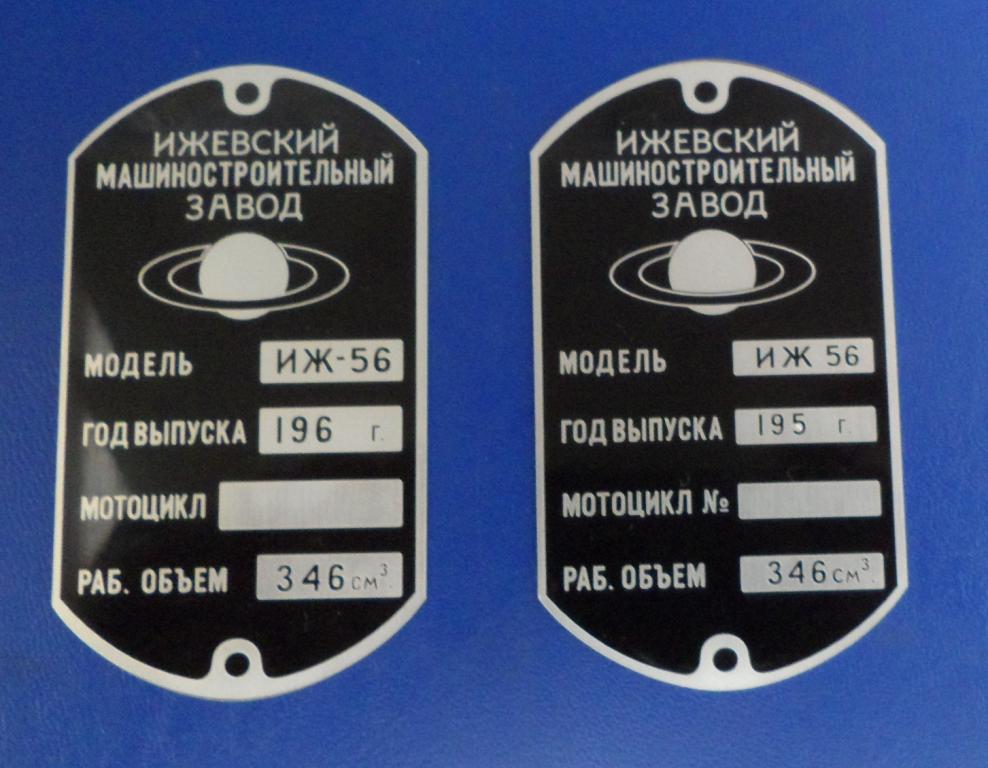 ИЖЕВСКИЙ
МАШИНОСТРОИТЕЛЬНЫЙ
ЗАВОД
МОДЕЛЬ ИЖ-56
ГОД ВЫПУСКА 196 г.
МОТОЦИКЛ
РАБ. ОБЪЕМ 346 см³.
ИЖЕВСКИЙ
МАШИНОСТРОИТЕЛЬНЫЙ
ЗАВОД
МОДЕЛЬ ИЖ 56
ГОД ВЫПУСКА 195 г.
МОТОЦИКЛ №
РАБ. ОБЪЕМ 346 см³.